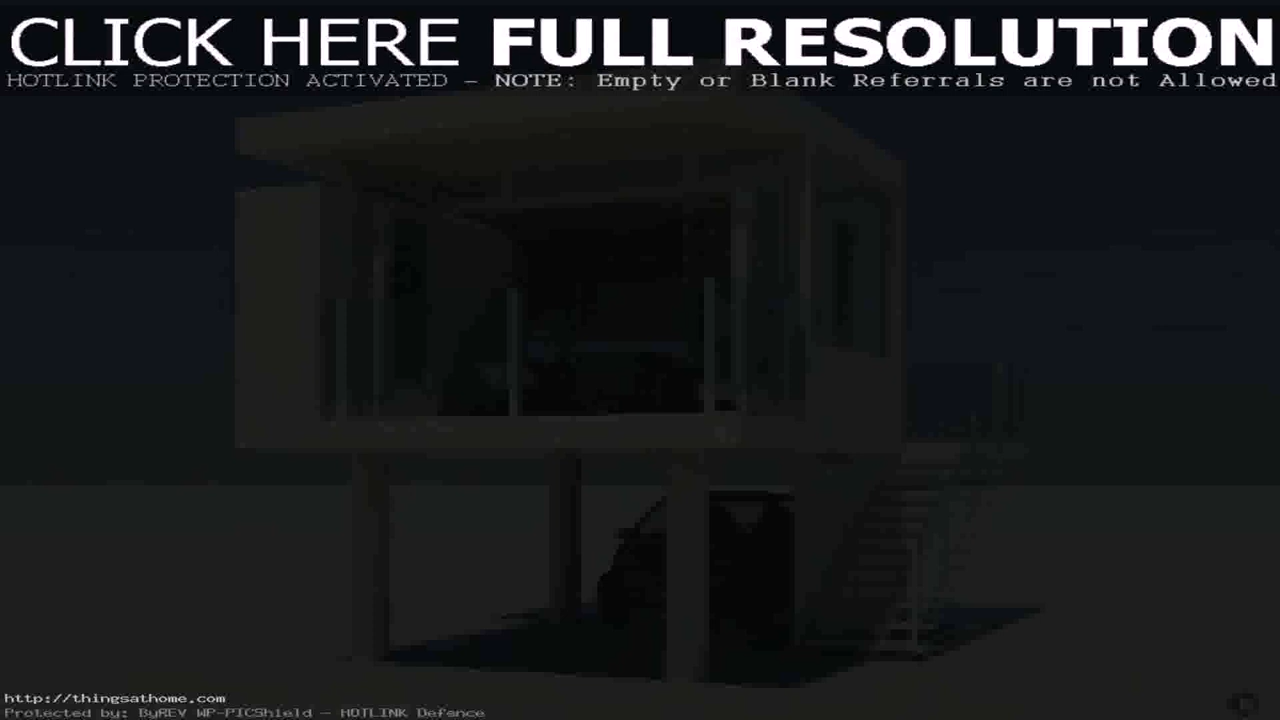 CLICK HERE FULL RESOLUTION
HOTLINK PROTECTION ACTIVATED – NOTE: Empty or Blank Referrals are not Allowed
http://thingsathome.com
Protected by: ByREV WP-PICShield – HOTLINK Defence